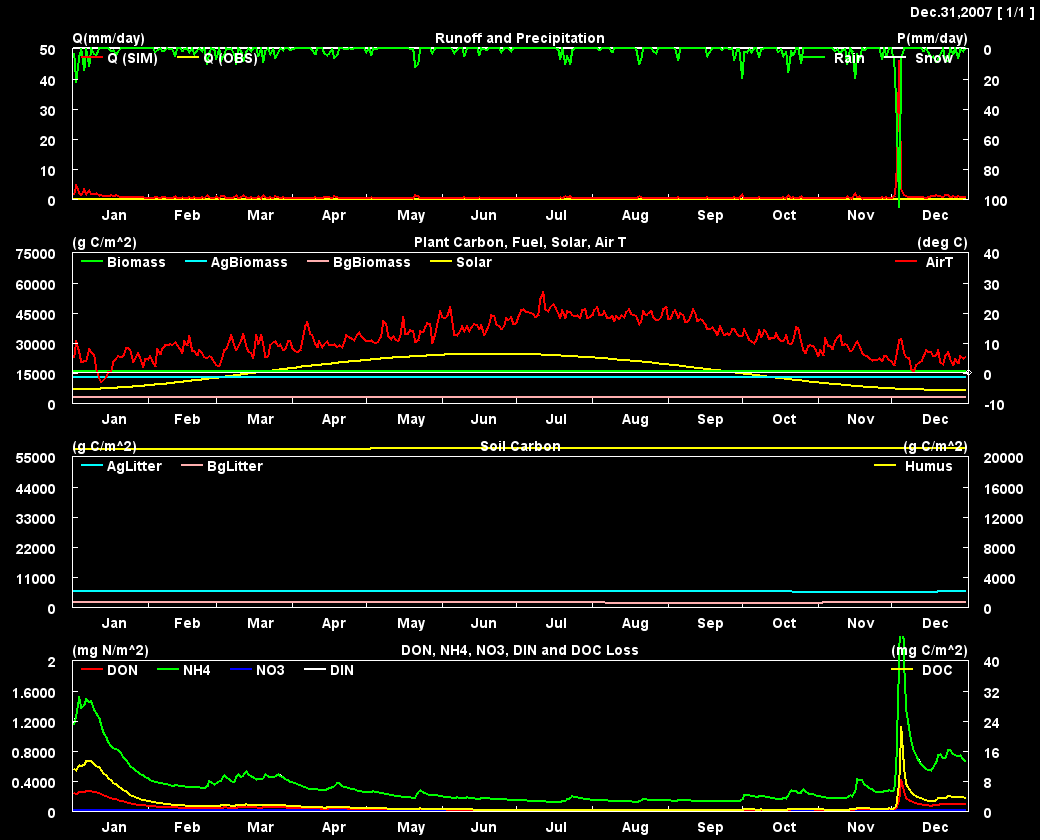 Dec.31,2007 [ 1/1 ]
Q(mm/day) Runoff and Precipitation P(mm/day)
50 Q (SIM) Q (OBS) Rain Snow 0
40 20
30 40
20 60
10 80
0 100
Jan Feb Mar Apr May Jun Jul Aug Sep Oct Nov Dec
(g C/m^2) Plant Carbon, Fuel, Solar, Air T (deg C)
75000 40
Biomass AgBiomass BgBiomass Solar AirT
60000 30
45000 20
30000 10
15000 0
0 -10
Jan Feb Mar Apr May Jun Jul Aug Sep Oct Nov Dec
(g C/m^2) Soil Carbon (g C/m^2)
55000 20000
AgLitter BgLitter Humus
44000 16000
33000 12000
22000 8000
11000 4000
0 0
Jan Feb Mar Apr May Jun Jul Aug Sep Oct Nov Dec
(mg N/m^2) DON, NH4, NO3, DIN and DOC Loss (mg C/m^2)
2 40
DON NH4 NO3 DIN DOC
1.6000 32
1.2000 24
0.8000 16
0.4000 8
0 0
Jan Feb Mar Apr May Jun Jul Aug Sep Oct Nov Dec